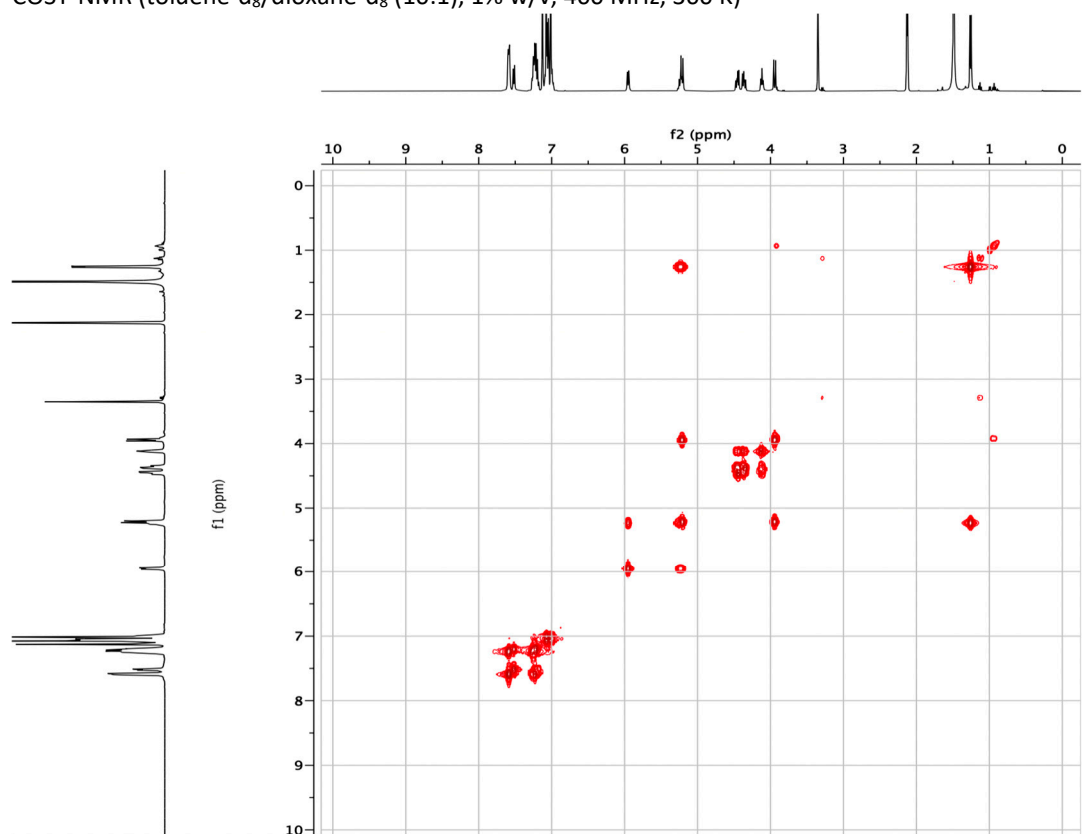 COSY NMR (toluene-d₈/dioxane-d₈ (10:1), 1% w/v, 400 MHz, 300 K)
f2 (ppm)
10 9 8 7 6 5 4 3 2 1 0
0
1
2
3
4
5
6
7
8
9
10
f1 (ppm)